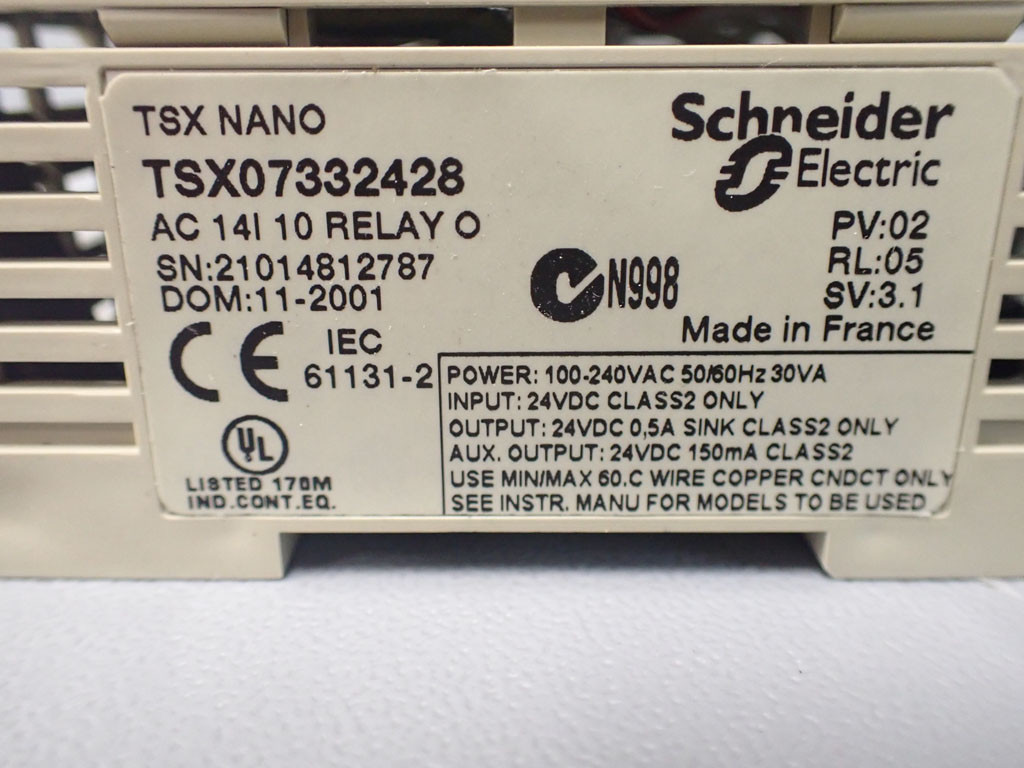 TSX NANO
TSX07332428
AC 14I 10 RELAY O
SN:21014812787
DOM:11-2001
Schneider
Electric
PV:02
RL:05
SV:3.1
N998
Made in France
CE
IEC
61131-2
UL
LISTED 176M
IND.CONT.EQ.
POWER: 100-240VAC 50/60Hz 30VA
INPUT: 24VDC CLASS2 ONLY
OUTPUT: 24VDC 0,5A SINK CLASS2 ONLY
AUX. OUTPUT: 24VDC 150mA CLASS2
USE MIN/MAX 60.C WIRE COPPER CNDCT ONLY
SEE INSTR. MANU FOR MODELS TO BE USED